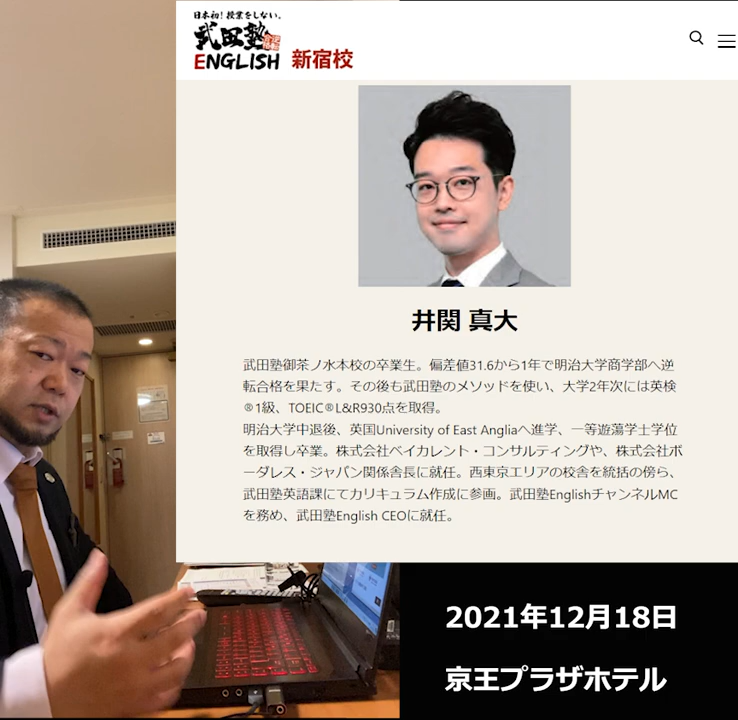 日本初！授業をしない。
武田塾
逆転合格
ENGLISH 新宿校
井関 真大
武田塾御茶ノ水本校の卒業生。偏差値31.6から1年で明治大学商学部へ逆
転合格を果たす。その後も武田塾のメソッドを使い、大学2年次には英検
®1級、TOEIC®L&R930点を取得。
明治大学中退後、英国University of East Angliaへ進学、一等遊蕩学士学位
を取得し卒業。株式会社ベイカレント・コンサルティングや、株式会社ボ
ーダレス・ジャパン関係舎長に就任。西東京エリアの校舎を統括の傍ら、
武田塾英語課にてカリキュラム作成に参画。武田塾EnglishチャンネルMC
を務め、武田塾English CEOに就任。
2021年12月18日
京王プラザホテル